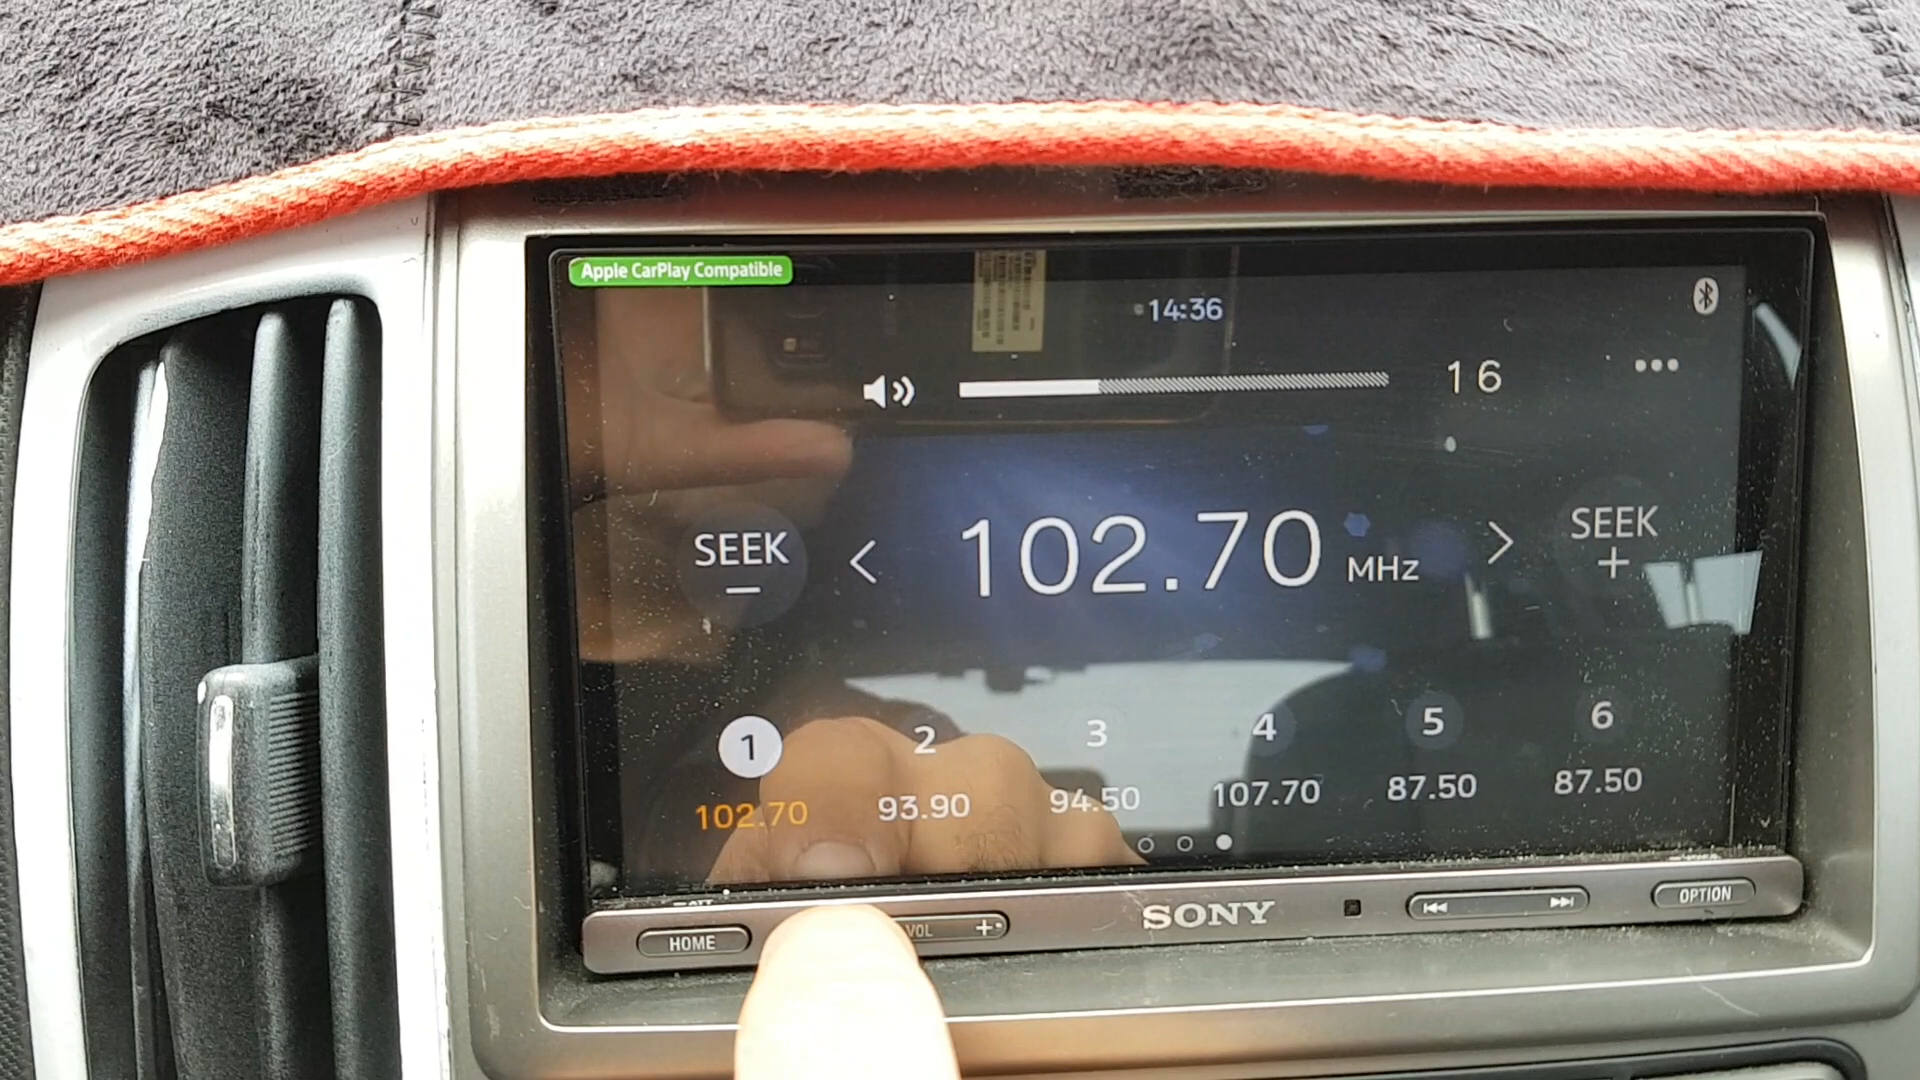 Apple CarPlay Compatible
14:36
16
SEEK
−
102.70 MHz
SEEK
+
1 2 3 4 5 6
102.70 93.90 94.50 107.70 87.50 87.50
HOME
VOL +
SONY
OPTION